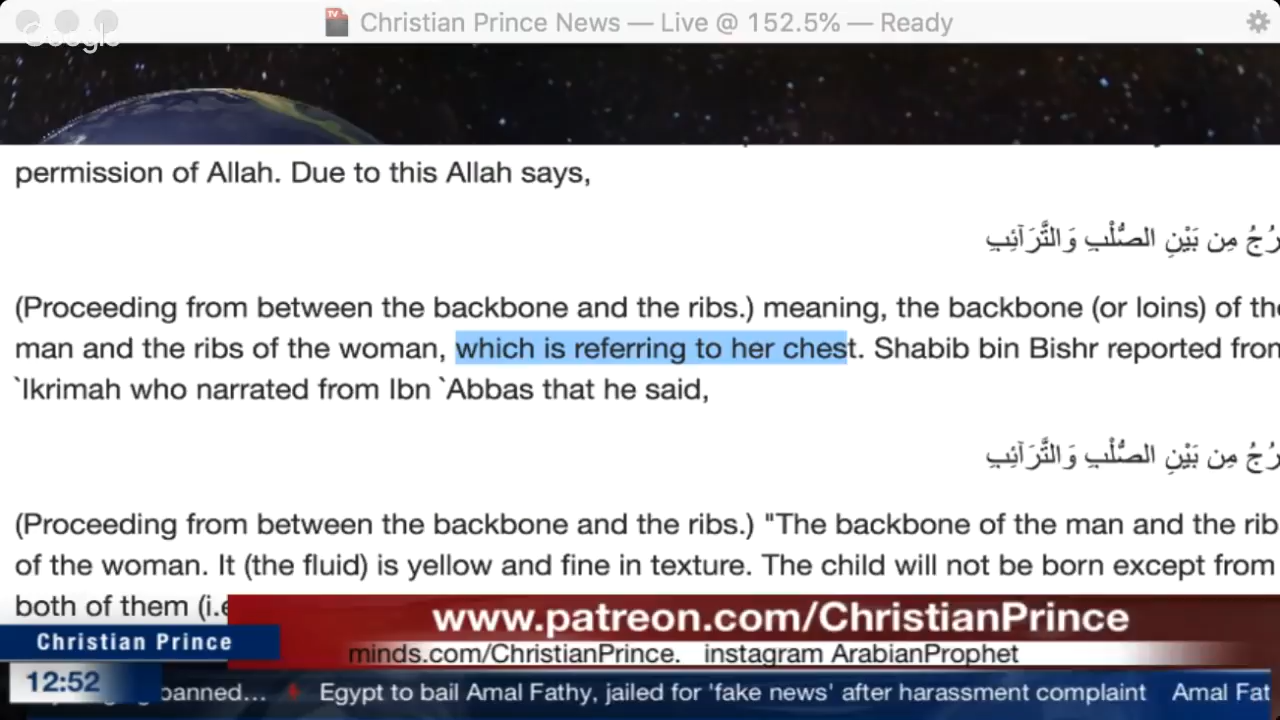 Christian Prince News — Live @ 152.5% — Ready
Google
permission of Allah. Due to this Allah says,
رُجُ مِن بَيْنِ الصُّلْبِ وَالتَّرَآئِبِ
(Proceeding from between the backbone and the ribs.) meaning, the backbone (or loins) of the
man and the ribs of the woman, which is referring to her chest. Shabib bin Bishr reported from
`Ikrimah who narrated from Ibn `Abbas that he said,
رُجُ مِن بَيْنِ الصُّلْبِ وَالتَّرَآئِبِ
(Proceeding from between the backbone and the ribs.) "The backbone of the man and the rib
of the woman. It (the fluid) is yellow and fine in texture. The child will not be born except from
both of them (i.e
www.patreon.com/ChristianPrince
Christian Prince
minds.com/ChristianPrince. instagram ArabianProphet
12:52
banned... Egypt to bail Amal Fathy, jailed for 'fake news' after harassment complaint Amal Fat